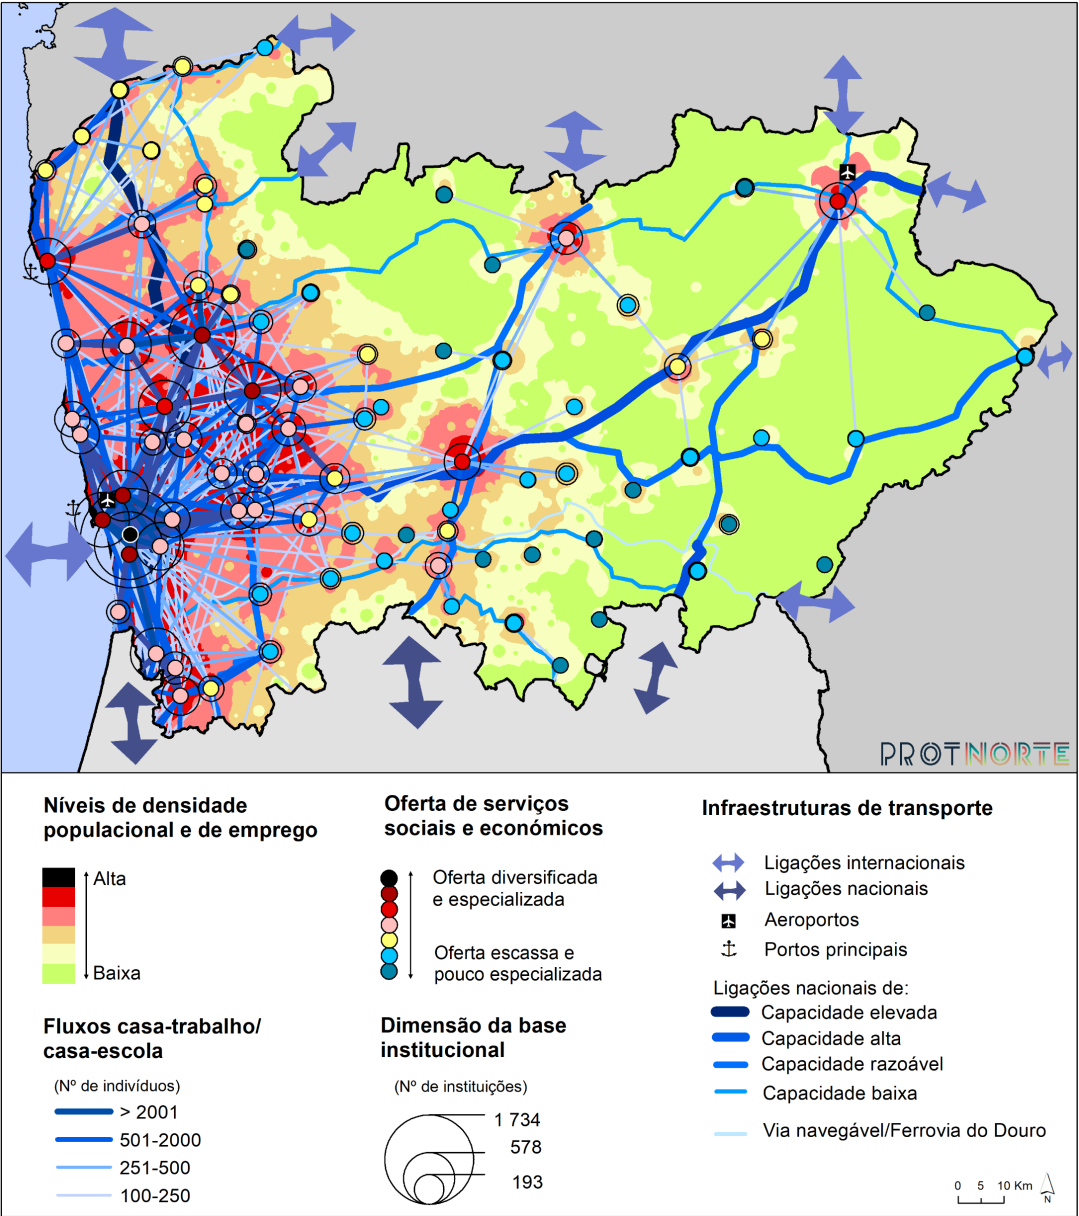 PROTNORTE
Níveis de densidade
populacional e de emprego
Alta
Baixa
Fluxos casa-trabalho/
casa-escola
(Nº de indivíduos)
> 2001
501-2000
251-500
100-250
Oferta de serviços
sociais e económicos
Oferta diversificada
e especializada
Oferta escassa e
pouco especializada
Dimensão da base
institucional
(Nº de instituições)
1 734
578
193
Infraestruturas de transporte
Ligações internacionais
Ligações nacionais
Aeroportos
Portos principais
Ligações nacionais de:
Capacidade elevada
Capacidade alta
Capacidade razoável
Capacidade baixa
Via navegável/Ferrovia do Douro
0 5 10 Km
N